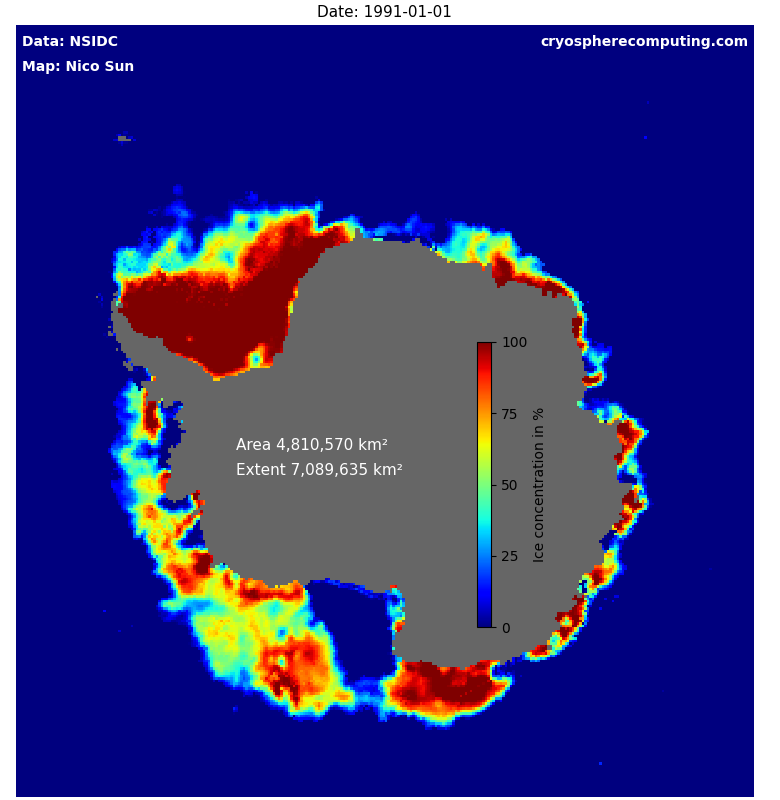 Date: 1991-01-01
Data: NSIDC
cryospherecomputing.com
Map: Nico Sun
100
75
50
25
0
Ice concentration in %
Area 4,810,570 km²
Extent 7,089,635 km²